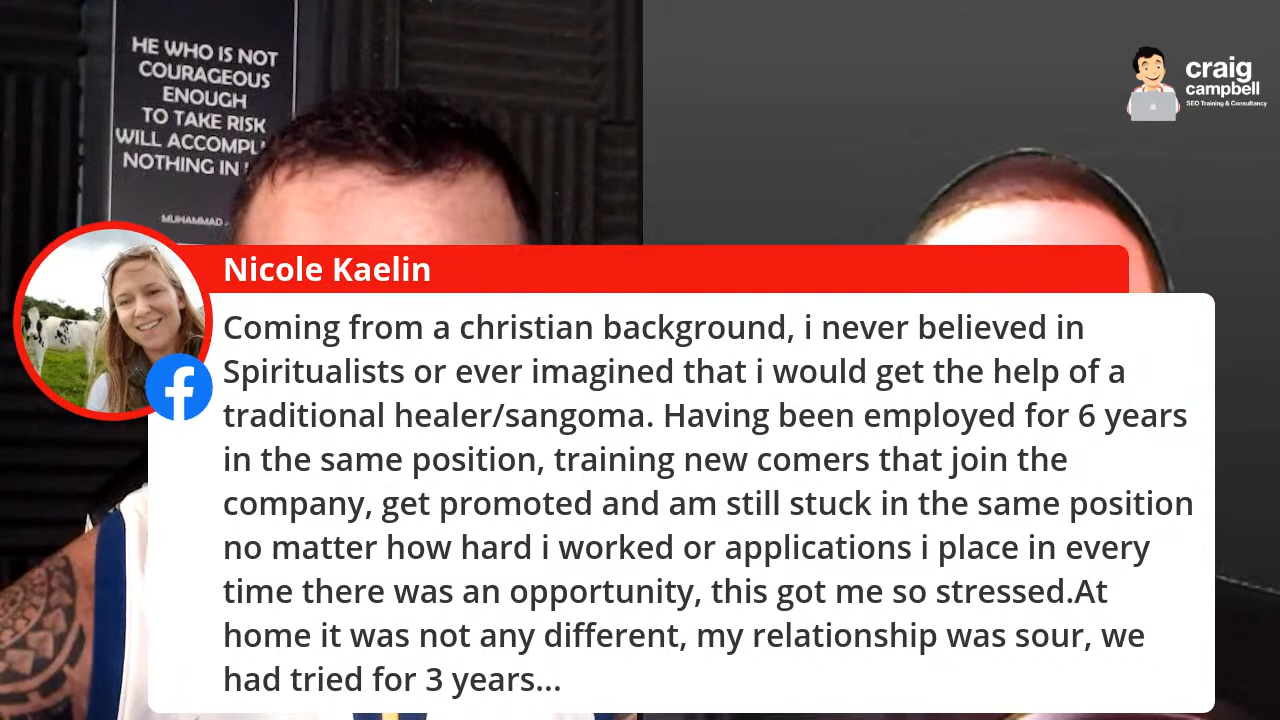 HE WHO IS NOT
COURAGEOUS
ENOUGH
TO TAKE RISK
WILL
NOTHING IN
MUHAMMAD
craig
campbell
SEO Training & Consultancy
Nicole Kaelin
Coming from a christian background, i never believed in
Spiritualists or ever imagined that i would get the help of a
traditional healer/sangoma. Having been employed for 6 years
in the same position, training new comers that join the
company, get promoted and am still stuck in the same position
no matter how hard i worked or applications i place in every
time there was an opportunity, this got me so stressed.At
home it was not any different, my relationship was sour, we
had tried for 3 years...